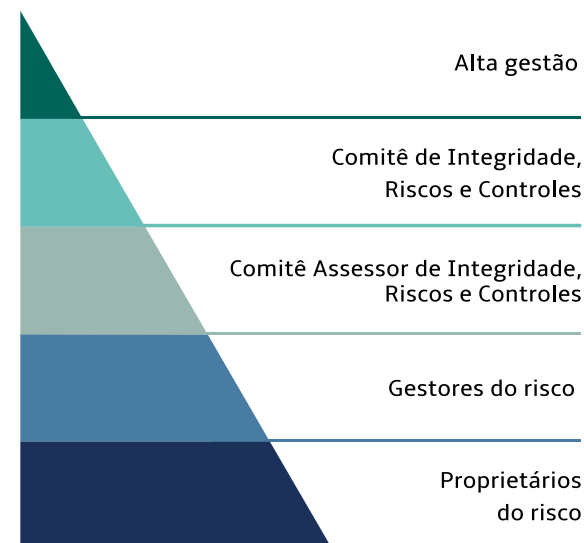 Alta gestão
Comitê de Integridade,
Riscos e Controles
Comitê Assessor de Integridade,
Riscos e Controles
Gestores do risco
Proprietários
do risco